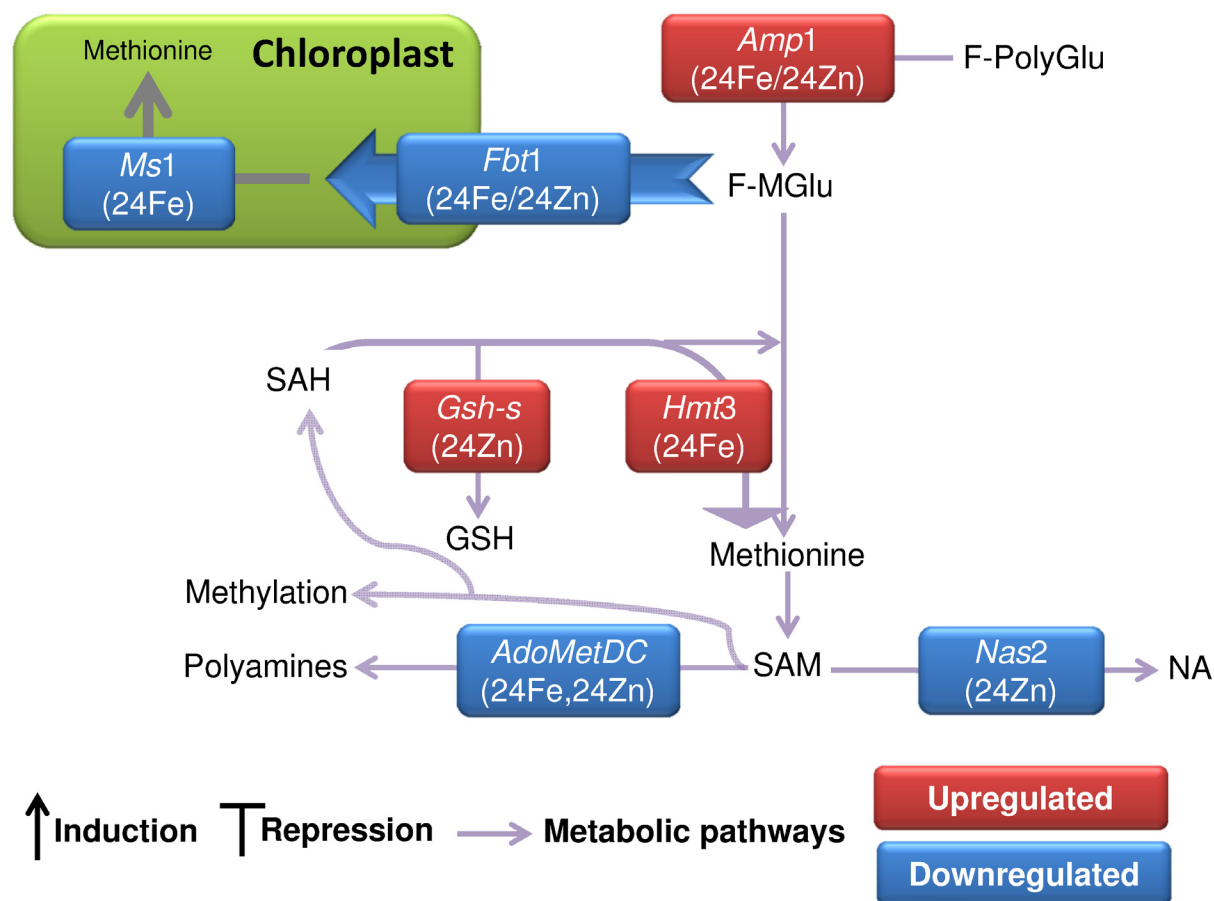 Methionine
Chloroplast
Ms1
(24Fe)
Fbt1
(24Fe/24Zn)
Amp1
(24Fe/24Zn)
F-PolyGlu
F-MGlu
SAH
Gsh-s
(24Zn)
Hmt3
(24Fe)
GSH
Methionine
Methylation
Polyamines
AdoMetDC
(24Fe,24Zn)
SAM
Nas2
(24Zn)
NA
Induction
Repression
Metabolic pathways
Upregulated
Downregulated